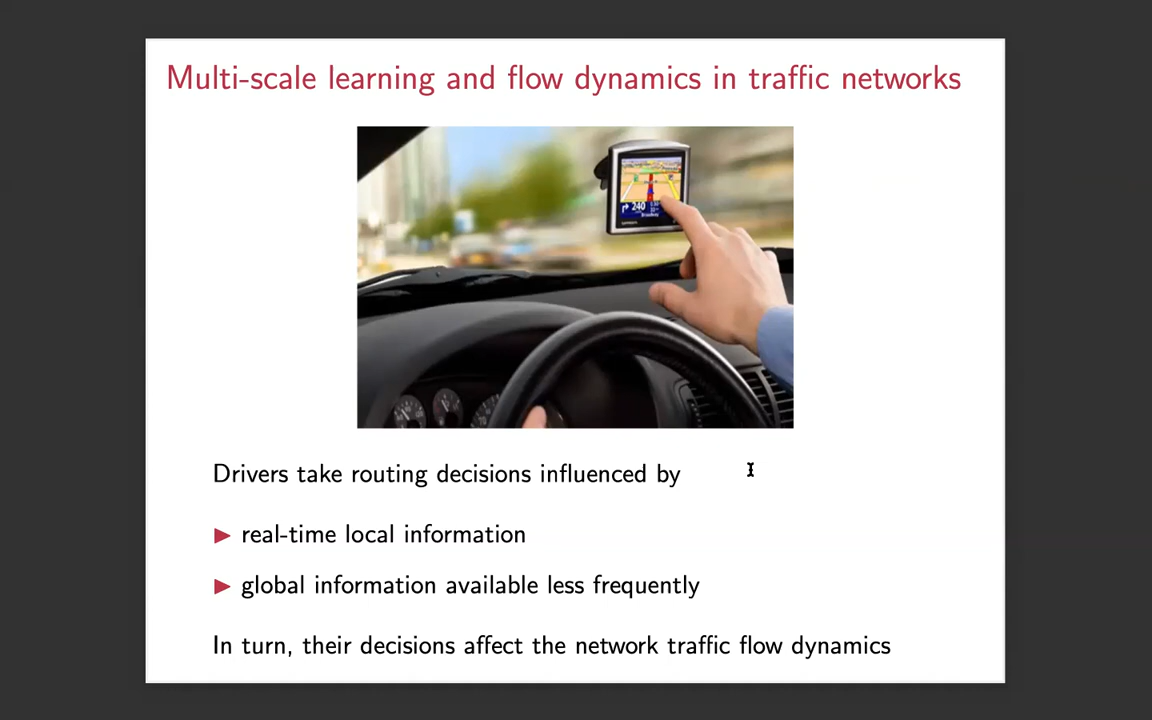 Multi-scale learning and flow dynamics in traffic networks
240
Drivers take routing decisions influenced by
▶ real-time local information
▶ global information available less frequently
In turn, their decisions affect the network traffic flow dynamics